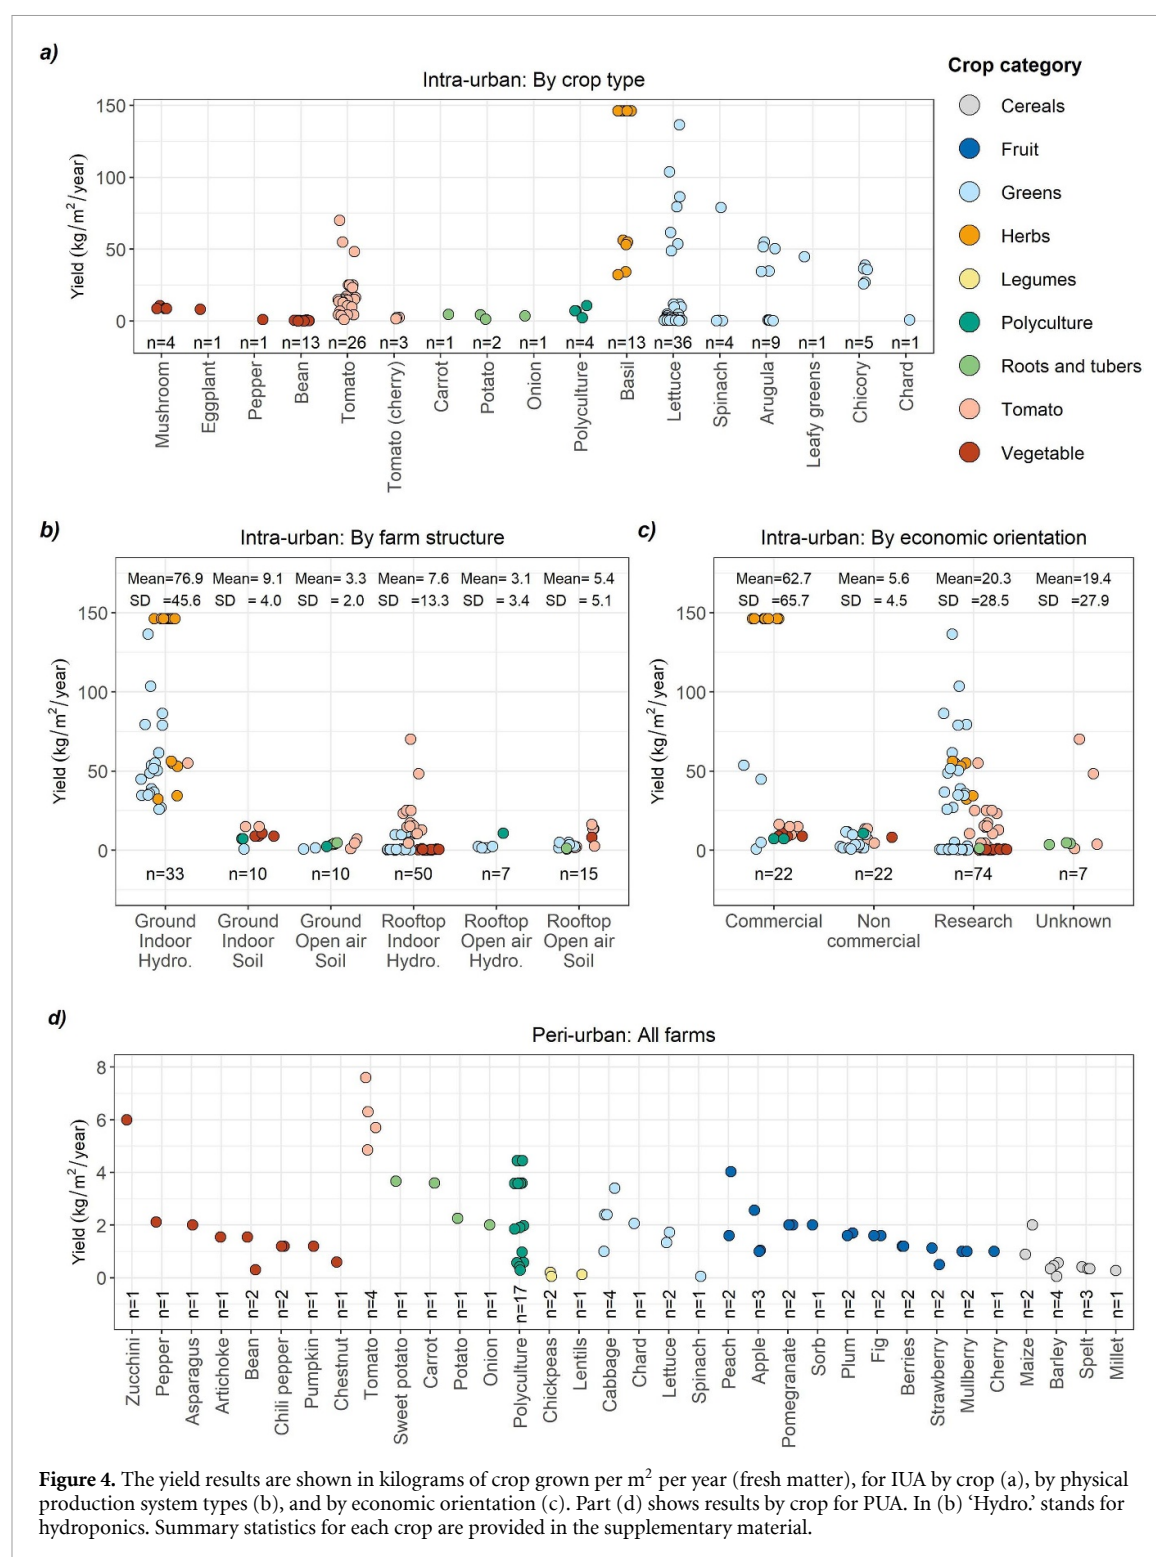 a)
Intra-urban: By crop type
Crop category
Cereals
Fruit
Greens
Herbs
Legumes
Polyculture
Roots and tubers
Tomato
Vegetable
Yield (kg/m²/year)
150
100
50
0
n=4 n=1 n=1 n=13 n=26 n=3 n=1 n=2 n=1 n=4 n=13 n=36 n=4 n=9 n=1 n=5 n=1
Mushroom
Eggplant
Pepper
Bean
Tomato
Tomato (cherry)
Carrot
Potato
Onion
Polyculture
Basil
Lettuce
Spinach
Arugula
Leafy greens
Chicory
Chard
b)
Intra-urban: By farm structure
Mean=76.9 Mean= 9.1 Mean= 3.3 Mean= 7.6 Mean= 3.1 Mean= 5.4
SD =45.6 SD = 4.0 SD = 2.0 SD =13.3 SD = 3.4 SD = 5.1
Yield (kg/m²/year)
150
100
50
0
n=33 n=10 n=10 n=50 n=7 n=15
Ground Indoor Hydro.
Ground Indoor Soil
Ground Open air Soil
Rooftop Indoor Hydro.
Rooftop Open air Hydro.
Rooftop Open air Soil
c)
Intra-urban: By economic orientation
Mean=62.7 Mean= 5.6 Mean=20.3 Mean=19.4
SD =65.7 SD = 4.5 SD =28.5 SD =27.9
Yield (kg/m²/year)
150
100
50
0
n=22 n=22 n=74 n=7
Commercial
Non commercial
Research
Unknown
d)
Peri-urban: All farms
Yield (kg/m²/year)
8
6
4
2
0
n=1 n=1 n=1 n=1 n=2 n=2 n=1 n=1 n=4 n=1 n=1 n=1 n=1 n=17 n=2 n=1 n=4 n=1 n=2 n=1 n=2 n=3 n=2 n=1 n=2 n=2 n=2 n=2 n=2 n=1 n=2 n=4 n=3 n=1
Zucchini
Pepper
Asparagus
Artichoke
Bean
Chili pepper
Pumpkin
Chestnut
Tomato
Sweet potato
Carrot
Potato
Onion
Polyculture
Chickpeas
Lentils
Cabbage
Chard
Lettuce
Spinach
Peach
Apple
Pomegranate
Sorb
Plum
Fig
Berries
Strawberry
Mullberry
Cherry
Maize
Barley
Spelt
Millet
Figure 4. The yield results are shown in kilograms of crop grown per m² per year (fresh matter), for IUA by crop (a), by physical
production system types (b), and by economic orientation (c). Part (d) shows results by crop for PUA. In (b) ‘Hydro.’ stands for
hydroponics. Summary statistics for each crop are provided in the supplementary material.